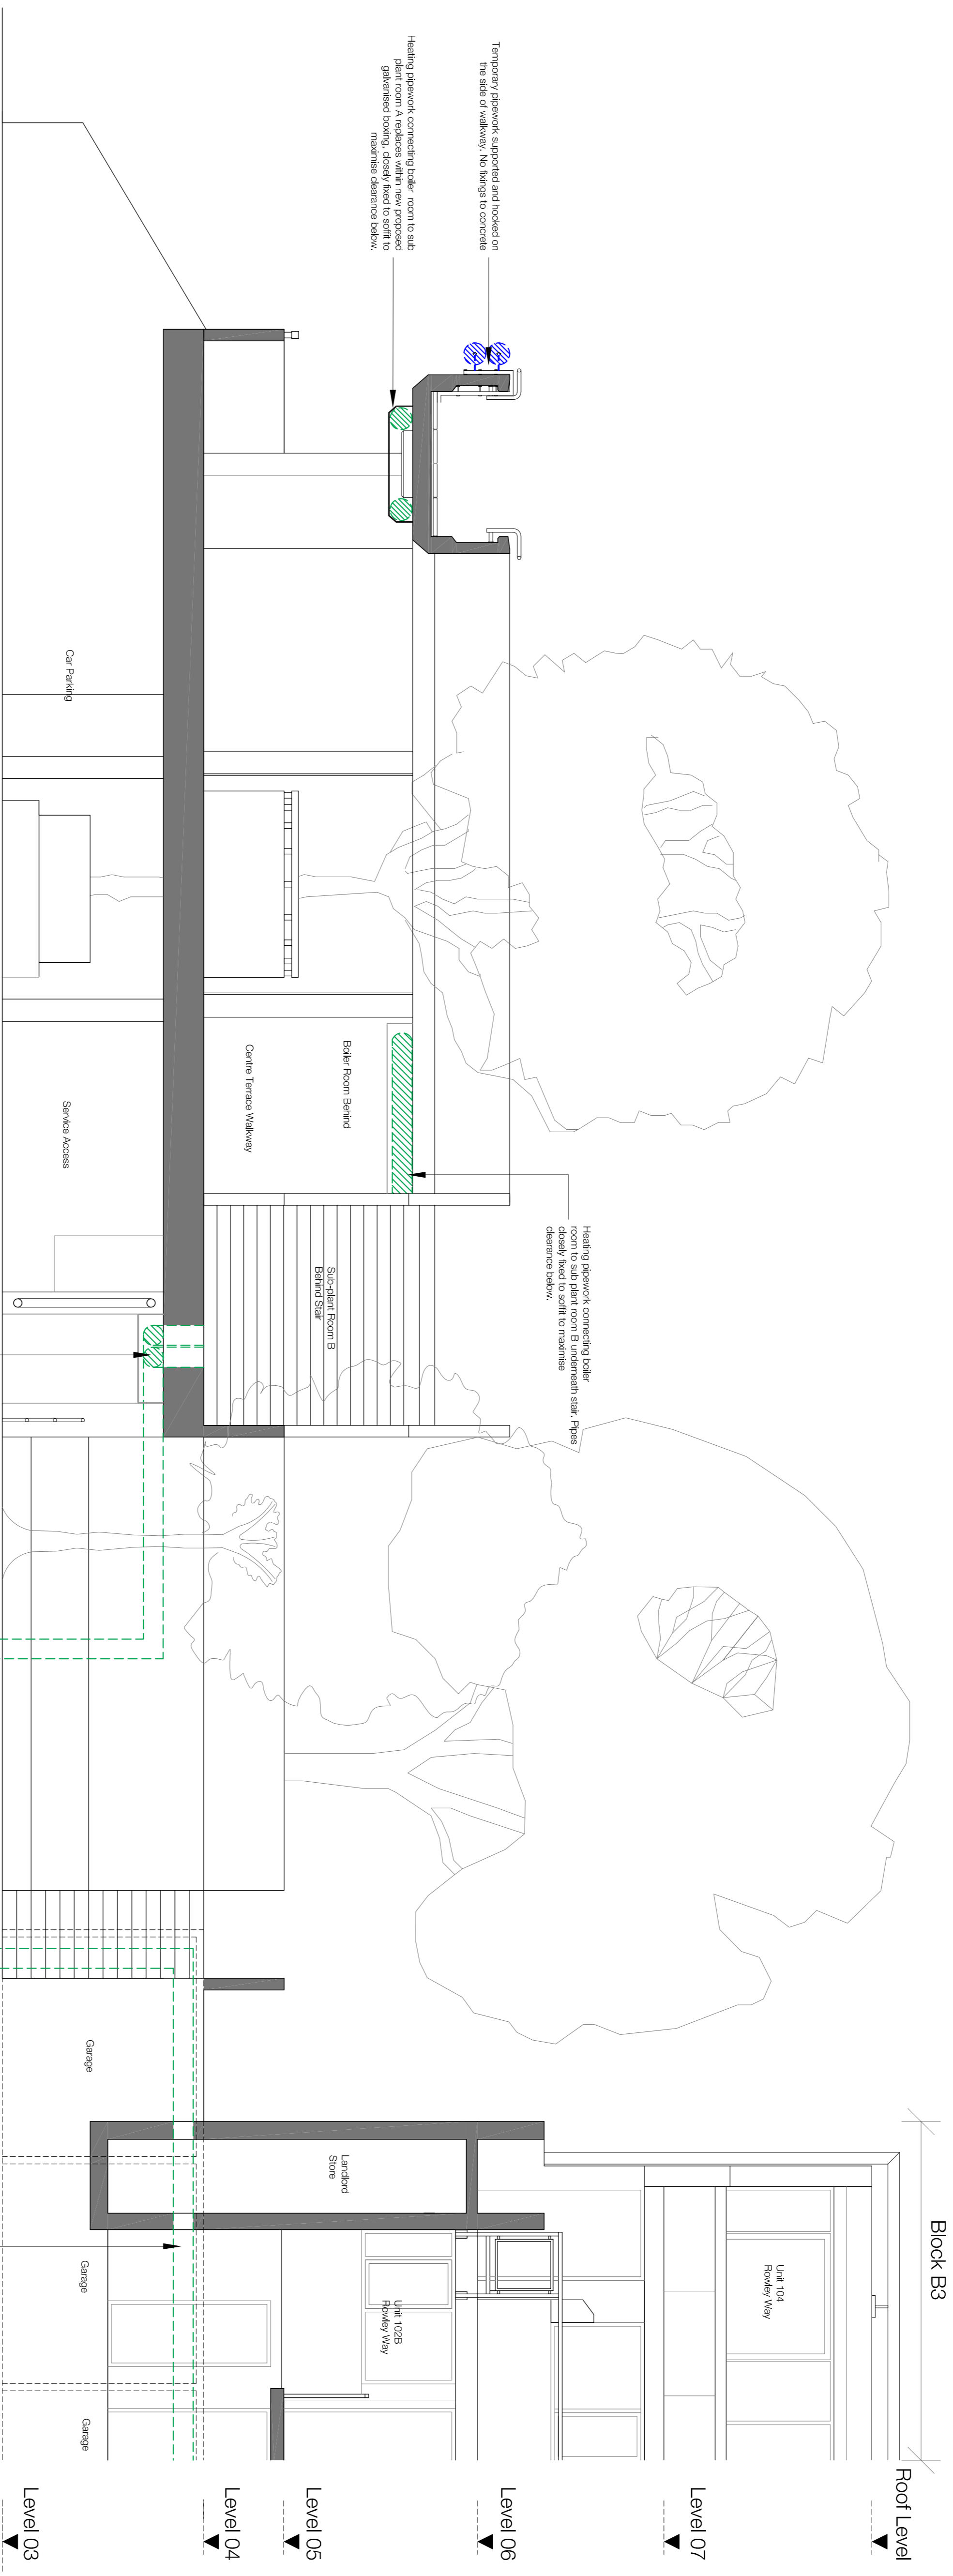 Temporary pipework supported and hooked on
the side of walkway. No fixings to concrete
Heating pipework connecting boiler room to sub
plant room A replaces within new proposed
galvanised boxing, closely fixed to soffit to
maximise clearance below.
Car Parking
Service Access
Boiler Room Behind
Centre Terrace Walkway
Heating pipework connecting boiler
room to sub plant room B underneath stair. Pipes
closely fixed to soffit to maximise
clearance below.
Sub-plant Room B
Behind Stair
Garage
Landlord
Store
Garage
Garage
Unit 102B
Rowley Way
Unit 104
Rowley Way
Block B3
Roof Level
Level 07
Level 06
Level 05
Level 04
Level 03